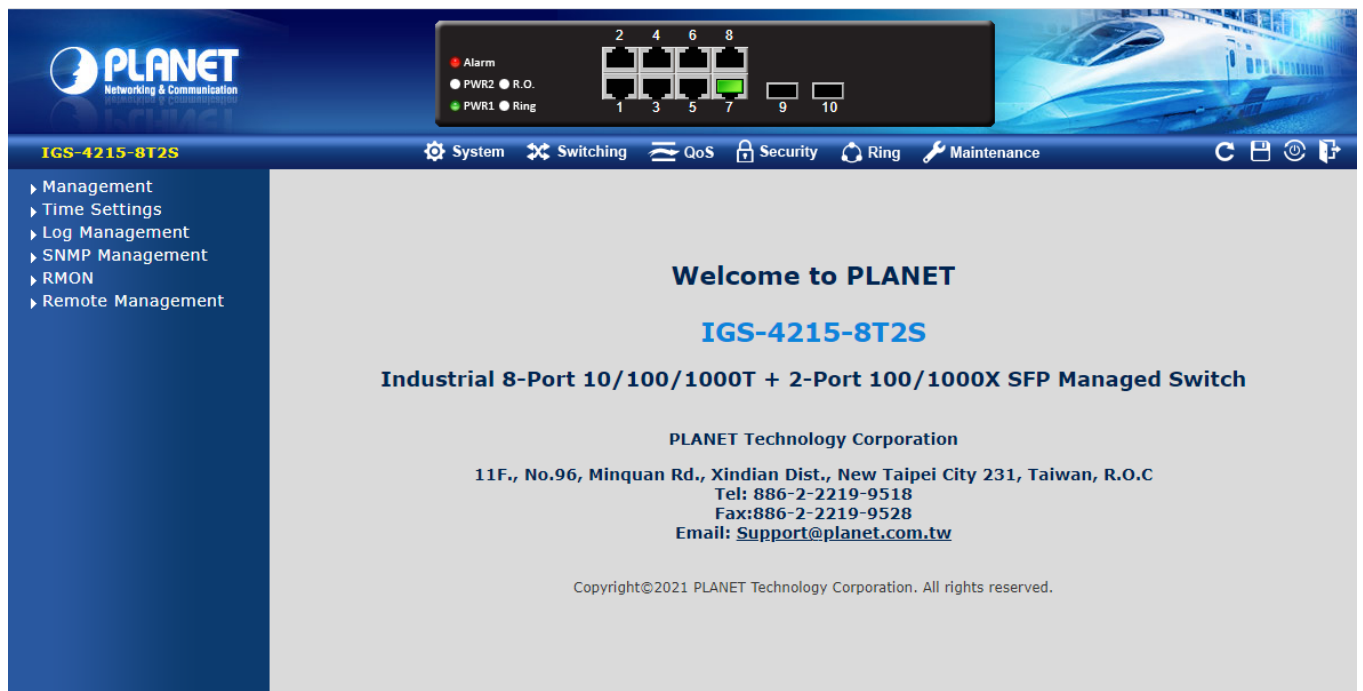 PLANET
Networking & Communication
2 4 6 8
Alarm
PWR2 R.O.
PWR1 Ring
1 3 5 7 9 10
IGS-4215-8T2S
System Switching QoS Security Ring Maintenance
Management
Time Settings
Log Management
SNMP Management
RMON
Remote Management
Welcome to PLANET
IGS-4215-8T2S
Industrial 8-Port 10/100/1000T + 2-Port 100/1000X SFP Managed Switch
PLANET Technology Corporation
11F., No.96, Minquan Rd., Xindian Dist., New Taipei City 231, Taiwan, R.O.C
Tel: 886-2-2219-9518
Fax:886-2-2219-9528
Email: Support@planet.com.tw
Copyright©2021 PLANET Technology Corporation. All rights reserved.